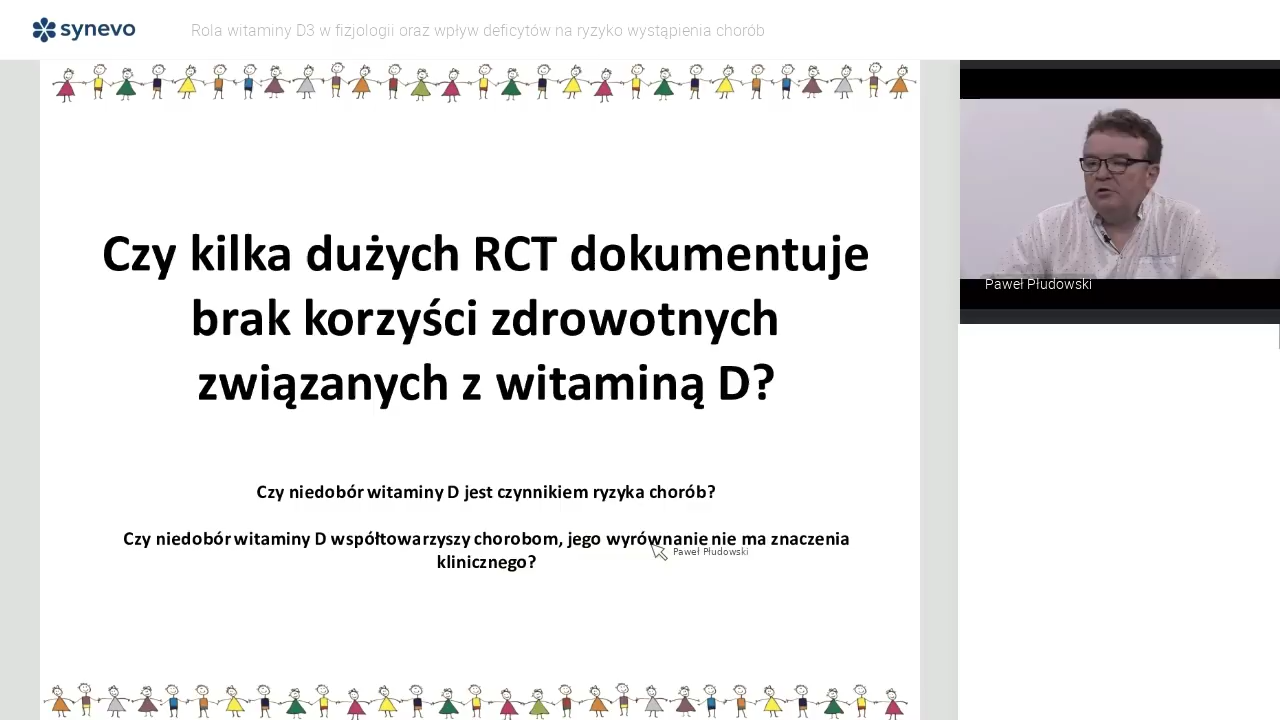 synevo
Rola witaminy D3 w fizjologii oraz wpływ deficytów na ryzyko wystąpienia chorób
Czy kilka dużych RCT dokumentuje
brak korzyści zdrowotnych
związanych z witaminą D?
Czy niedobór witaminy D jest czynnikiem ryzyka chorób?
Czy niedobór witaminy D współtowarzyszy chorobom, jego wyrównanie nie ma znaczenia
klinicznego?
Paweł Płudowski
Paweł Płudowski